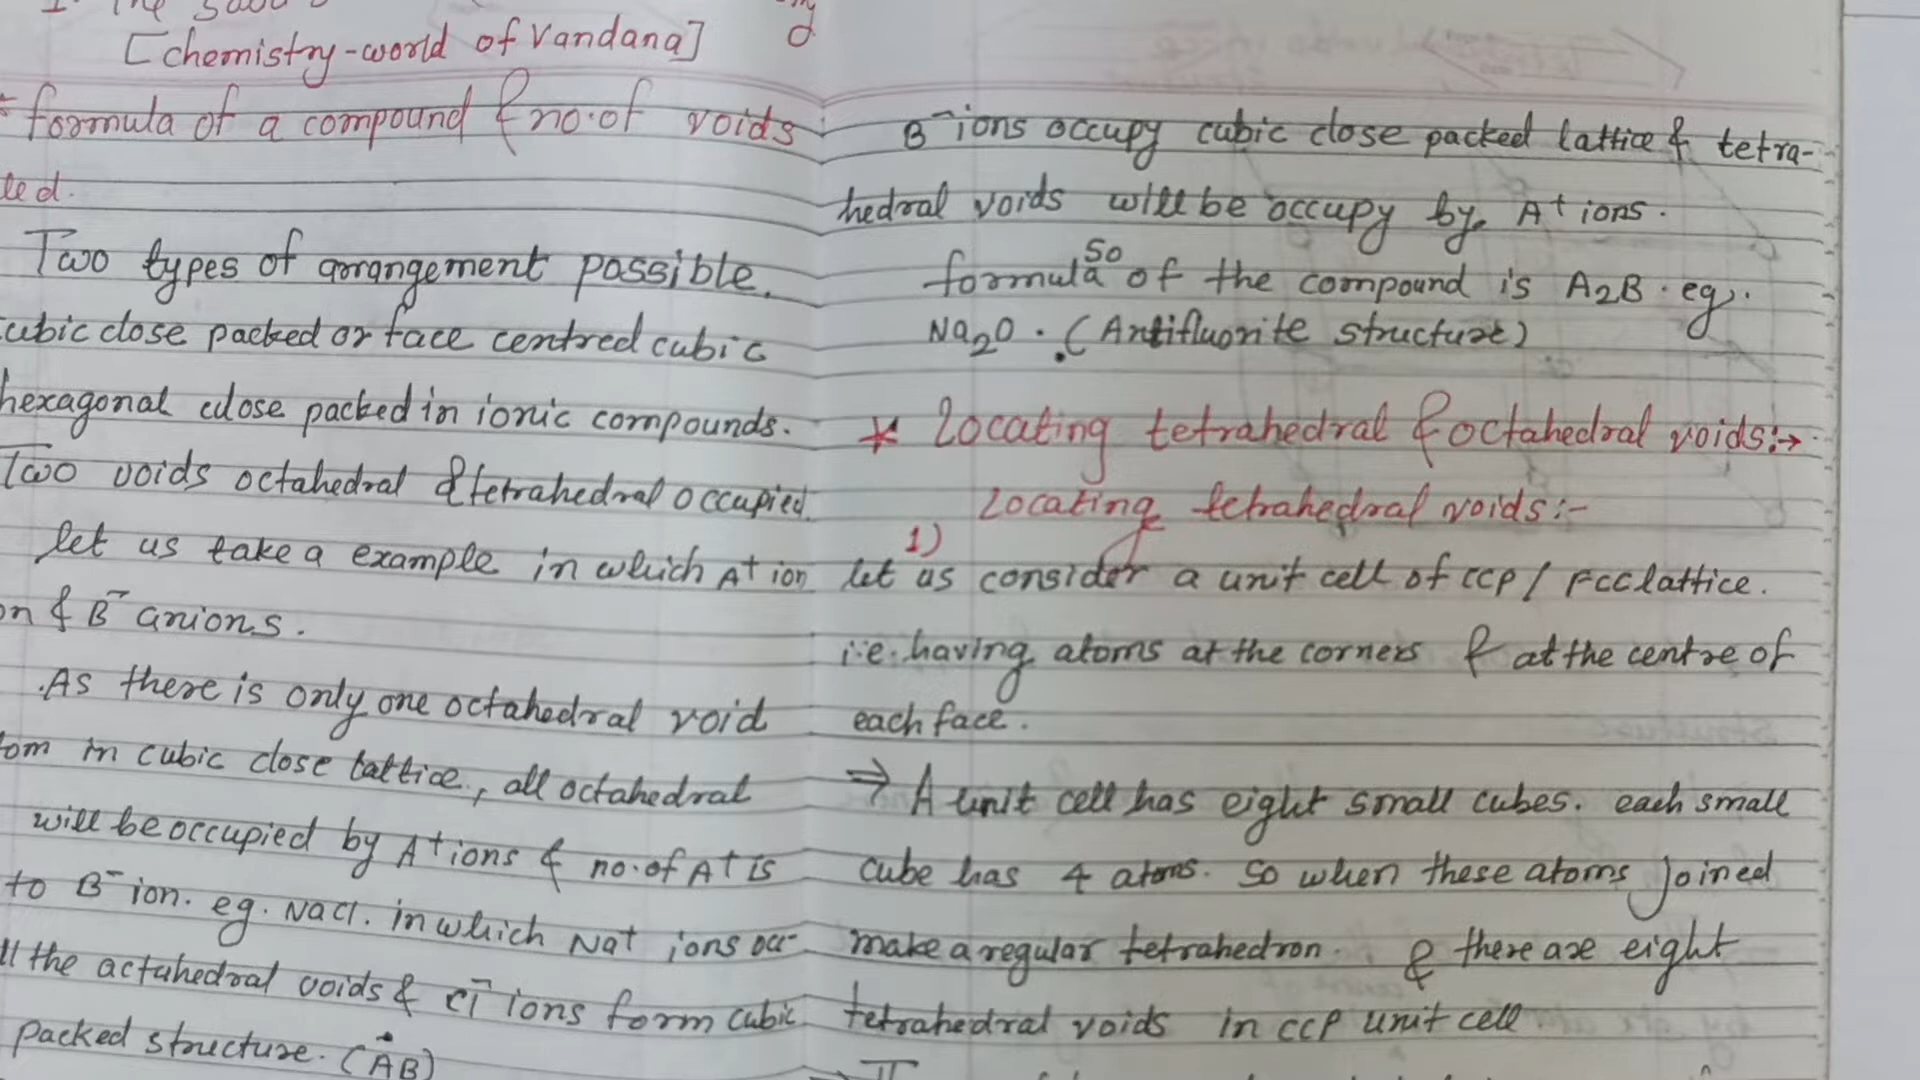 [chemistry-world of Vandana]
formula of a compound & no. of voids
led.
Two types of arrangement possible.
cubic close packed or face centred cubic
hexagonal close packed in ionic compounds.
Two voids octahedral & tetrahedral occupied.
let us take a example in which A+ ion
on & B- anions.
As there is only one octahedral void
tom in cubic close lattice, all octahedral
will be occupied by A+ ions & no. of A+ is
to B- ion. eg. NaCl. in which Na+ ions occ-
ll the actahedral voids & Cl- ions form cubic
packed structure. (AB)
B- ions occupy cubic close packed lattice & tetra-
hedral voids will be occupy by A+ ions.
so
formula of the compound is A2B. eg.
Na2O. (Antifluorite structure)
* Locating tetrahedral & octahedral voids:→
Locating tetrahedral voids:-
1)
let us consider a unit cell of CCP / FCC lattice.
i.e. having atoms at the corners & at the centre of
each face.
⇒ A unit cell has eight small cubes. each small
cube has 4 atoms. So when these atoms joined
make a regular tetrahedron. & there are eight
tetrahedral voids in CCP unit cell